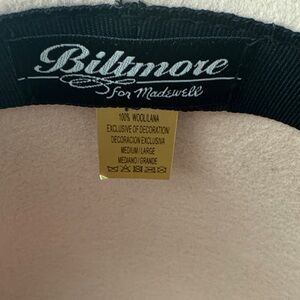 Biltmore
for Madewell
100% WOOL/LANA
EXCLUSIVE OF DECORATION/
DECORACION EXCLUSIVA
MEDIUM / LARGE
MEDIANO / GRANDE